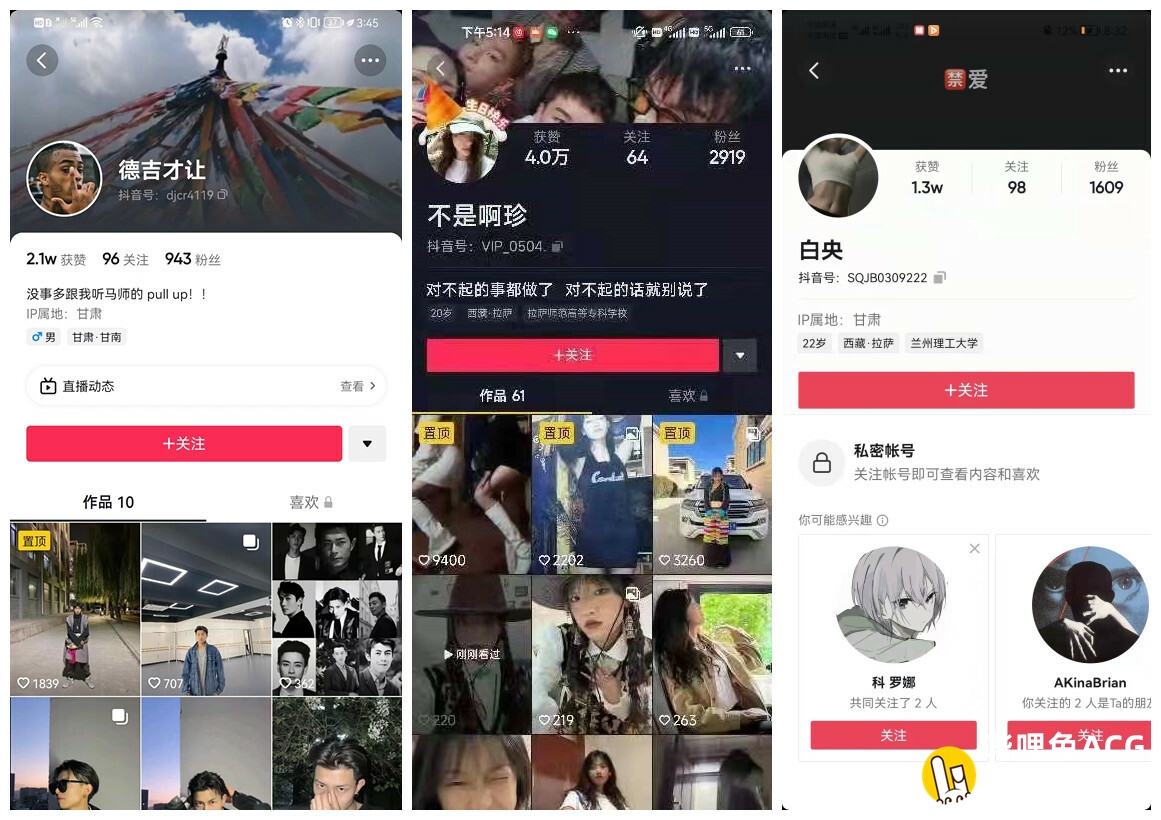 3:45
德吉才让
抖音号：djcr4119
2.1w 获赞 96 关注 943 粉丝
没事多跟我听马师的 pull up！！
IP属地：甘肃
男 甘肃·甘南
直播动态 查看
+关注
作品 10 喜欢
置顶
1839 707 362
下午5:14
生日快乐
获赞 关注 粉丝
4.0万 64 2919
不是啊珍
抖音号：VIP_0504.
对不起的事都做了 对不起的话就别说了
20岁 西藏·拉萨 拉萨师范高等专科学校
+关注
作品 61 喜欢
置顶 置顶 置顶
9400 2202 3260
刚刚看过
220 219 263
12% 8:32
禁爱
获赞 关注 粉丝
1.3w 98 1609
白央
抖音号：SQJB0309222
IP属地：甘肃
22岁 西藏·拉萨 兰州理工大学
+关注
私密帐号
关注帐号即可查看内容和喜欢
你可能感兴趣
科 罗娜 AKinaBrian
共同关注了 2 人 你关注的 2 人是Ta的朋友
关注 关注
哔哩鱼ACG